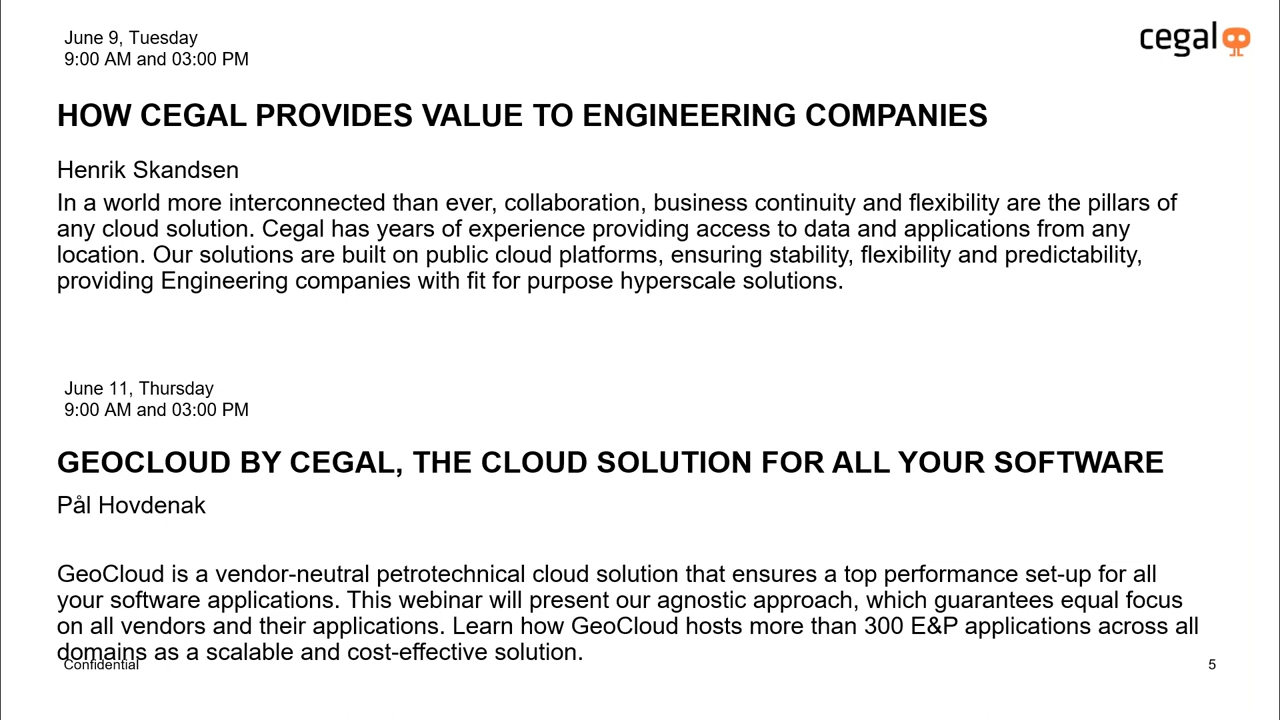 June 9, Tuesday
9:00 AM and 03:00 PM
cegal
HOW CEGAL PROVIDES VALUE TO ENGINEERING COMPANIES
Henrik Skandsen
In a world more interconnected than ever, collaboration, business continuity and flexibility are the pillars of
any cloud solution. Cegal has years of experience providing access to data and applications from any
location. Our solutions are built on public cloud platforms, ensuring stability, flexibility and predictability,
providing Engineering companies with fit for purpose hyperscale solutions.
June 11, Thursday
9:00 AM and 03:00 PM
GEOCLOUD BY CEGAL, THE CLOUD SOLUTION FOR ALL YOUR SOFTWARE
Pål Hovdenak
GeoCloud is a vendor-neutral petrotechnical cloud solution that ensures a top performance set-up for all
your software applications. This webinar will present our agnostic approach, which guarantees equal focus
on all vendors and their applications. Learn how GeoCloud hosts more than 300 E&P applications across all
domains as a scalable and cost-effective solution.
Confidential
5